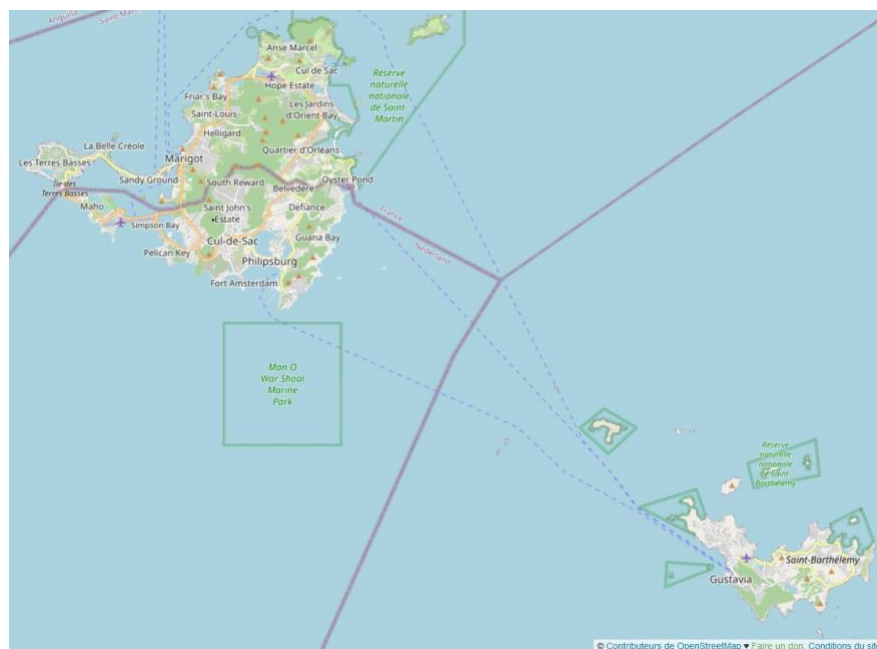 Anguilla
Saint-Mar
Anse Marcel
Cul de Sac
Hope Estate
Réserve
naturelle
nationale
de Saint-
Martin
Friar's Bay
Les Jardins
d'Orient Bay
Saint-Louis
Helligard
La Belle Créole
Quartier d'Orléans
Marigot
Les Terres Basses
Sandy Ground
South Reward
Oyster Pond
Île des
Terres Basses
Belvedere
Maho
Saint John's
Estate
Defiance
France
Simpson Bay
Cul-de-Sac
Guana Bay
Nederland
Pelican Key
Philipsburg
Fort Amsterdam
Man O
War Shoal
Marine
Park
Réserve
naturelle
nationale
de Saint-
Barthélemy
Saint-Barthélemy
Gustavia
© Contributeurs de OpenStreetMap ♥ Faire un don. Conditions du site